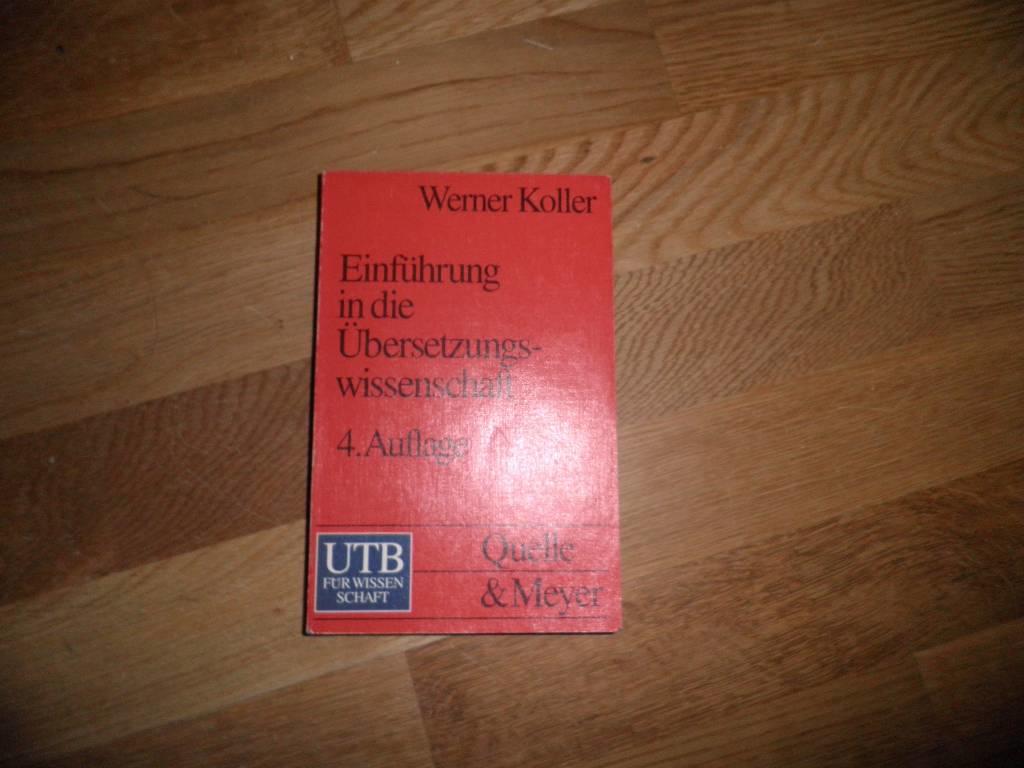 Werner Koller
Einführung
in die
Übersetzungs-
wissenschaft
4. Auflage
UTB
FÜR WISSEN
SCHAFT
Quelle
& Meyer